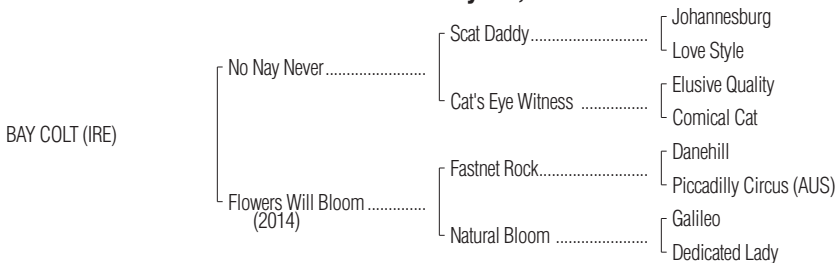 Johannesburg
Scat Daddy
Love Style
No Nay Never
Elusive Quality
Cat's Eye Witness
Comical Cat
BAY COLT (IRE)
Danehill
Fastnet Rock
Piccadilly Circus (AUS)
Flowers Will Bloom
(2014)
Galileo
Natural Bloom
Dedicated Lady